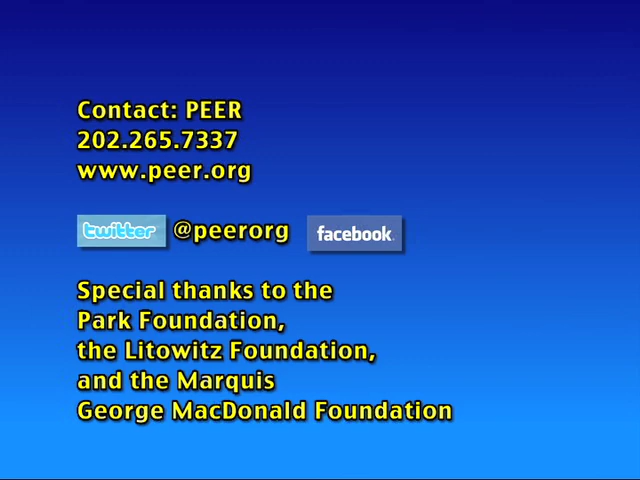 Contact: PEER
202.265.7337
www.peer.org
twitter @peerorg facebook
Special thanks to the
Park Foundation,
the Litowitz Foundation,
and the Marquis
George MacDonald Foundation